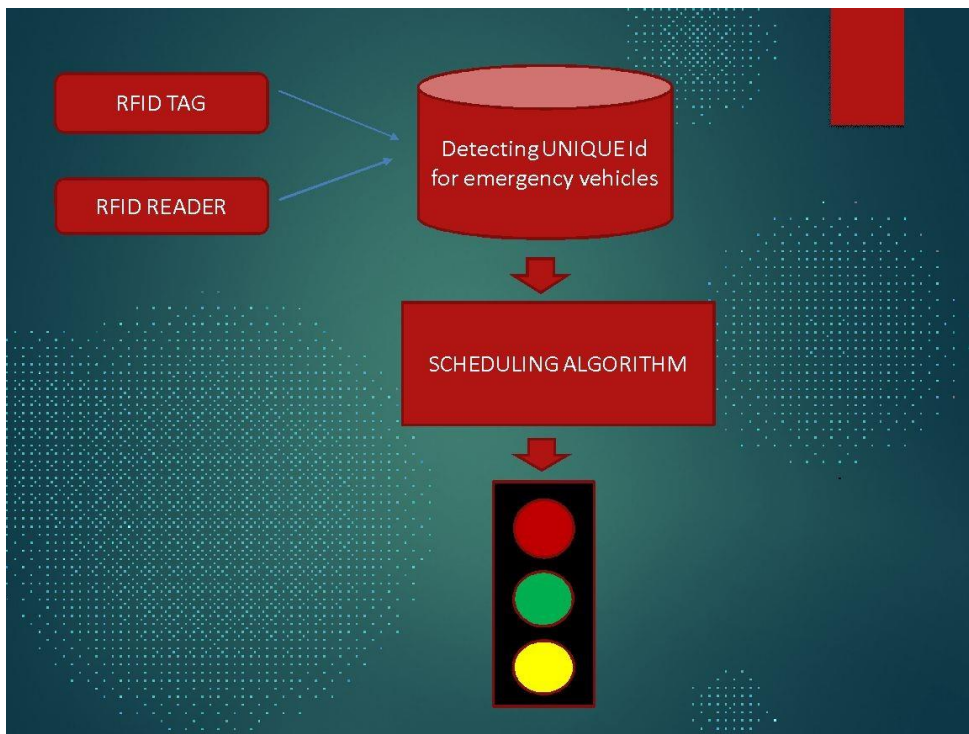 RFID TAG
RFID READER
Detecting UNIQUE Id
for emergency vehicles
SCHEDULING ALGORITHM